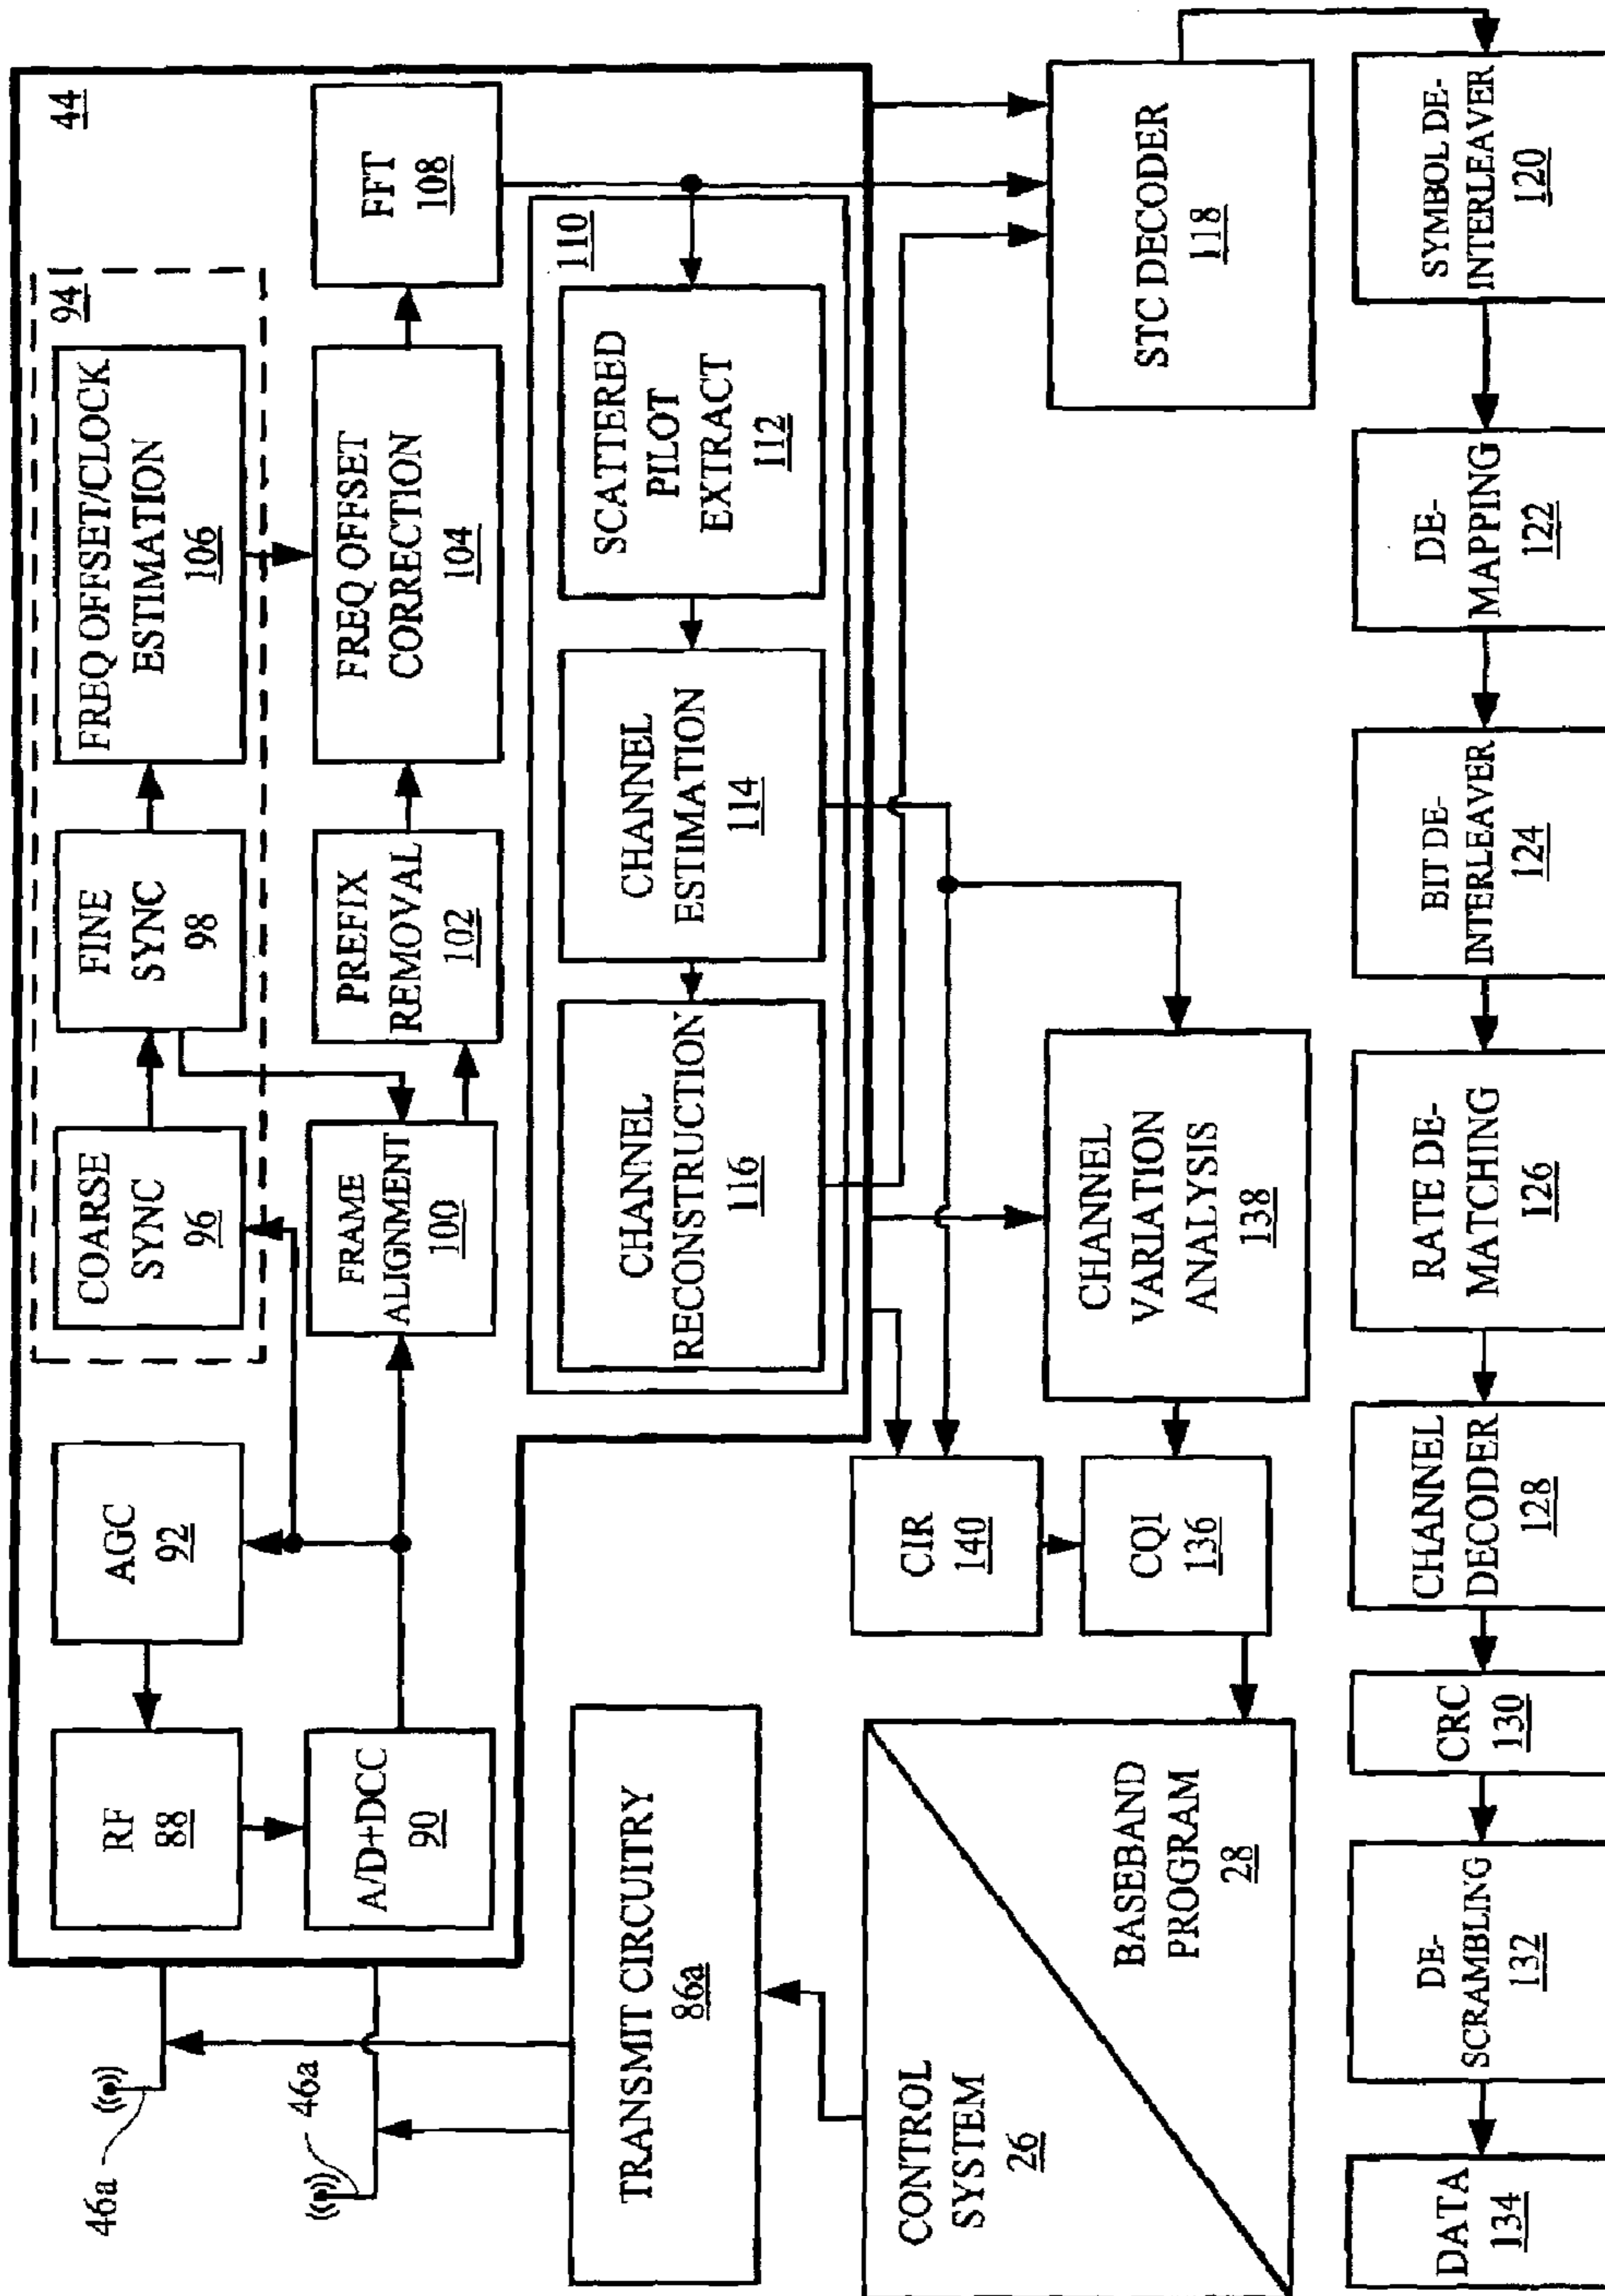 44
46a
46a
RF
88
AGC
92
A/D+DCC
90
94
COARSE
SYNC
96
FINE
SYNC
98
FREQ OFFSET/CLOCK
ESTIMATION
106
FRAME
ALIGNMENT
100
PREFIX
REMOVAL
102
FREQ OFFSET
CORRECTION
104
FFT
108
110
CHANNEL
RECONSTRUCTION
116
CHANNEL
ESTIMATION
114
SCATTERED
PILOT
EXTRACT
112
TRANSMIT CIRCUITRY
86a
CONTROL
SYSTEM
26
BASEBAND
PROGRAM
28
CIR
140
CQI
136
CHANNEL
VARIATION
ANALYSIS
138
STC DECODER
118
DATA
134
DE-
SCRAMBLING
132
CRC
130
CHANNEL
DECODER
128
RATE DE-
MATCHING
126
BIT DE-
INTERLEAVER
124
DE-
MAPPING
122
SYMBOL DE-
INTERLEAVER
120